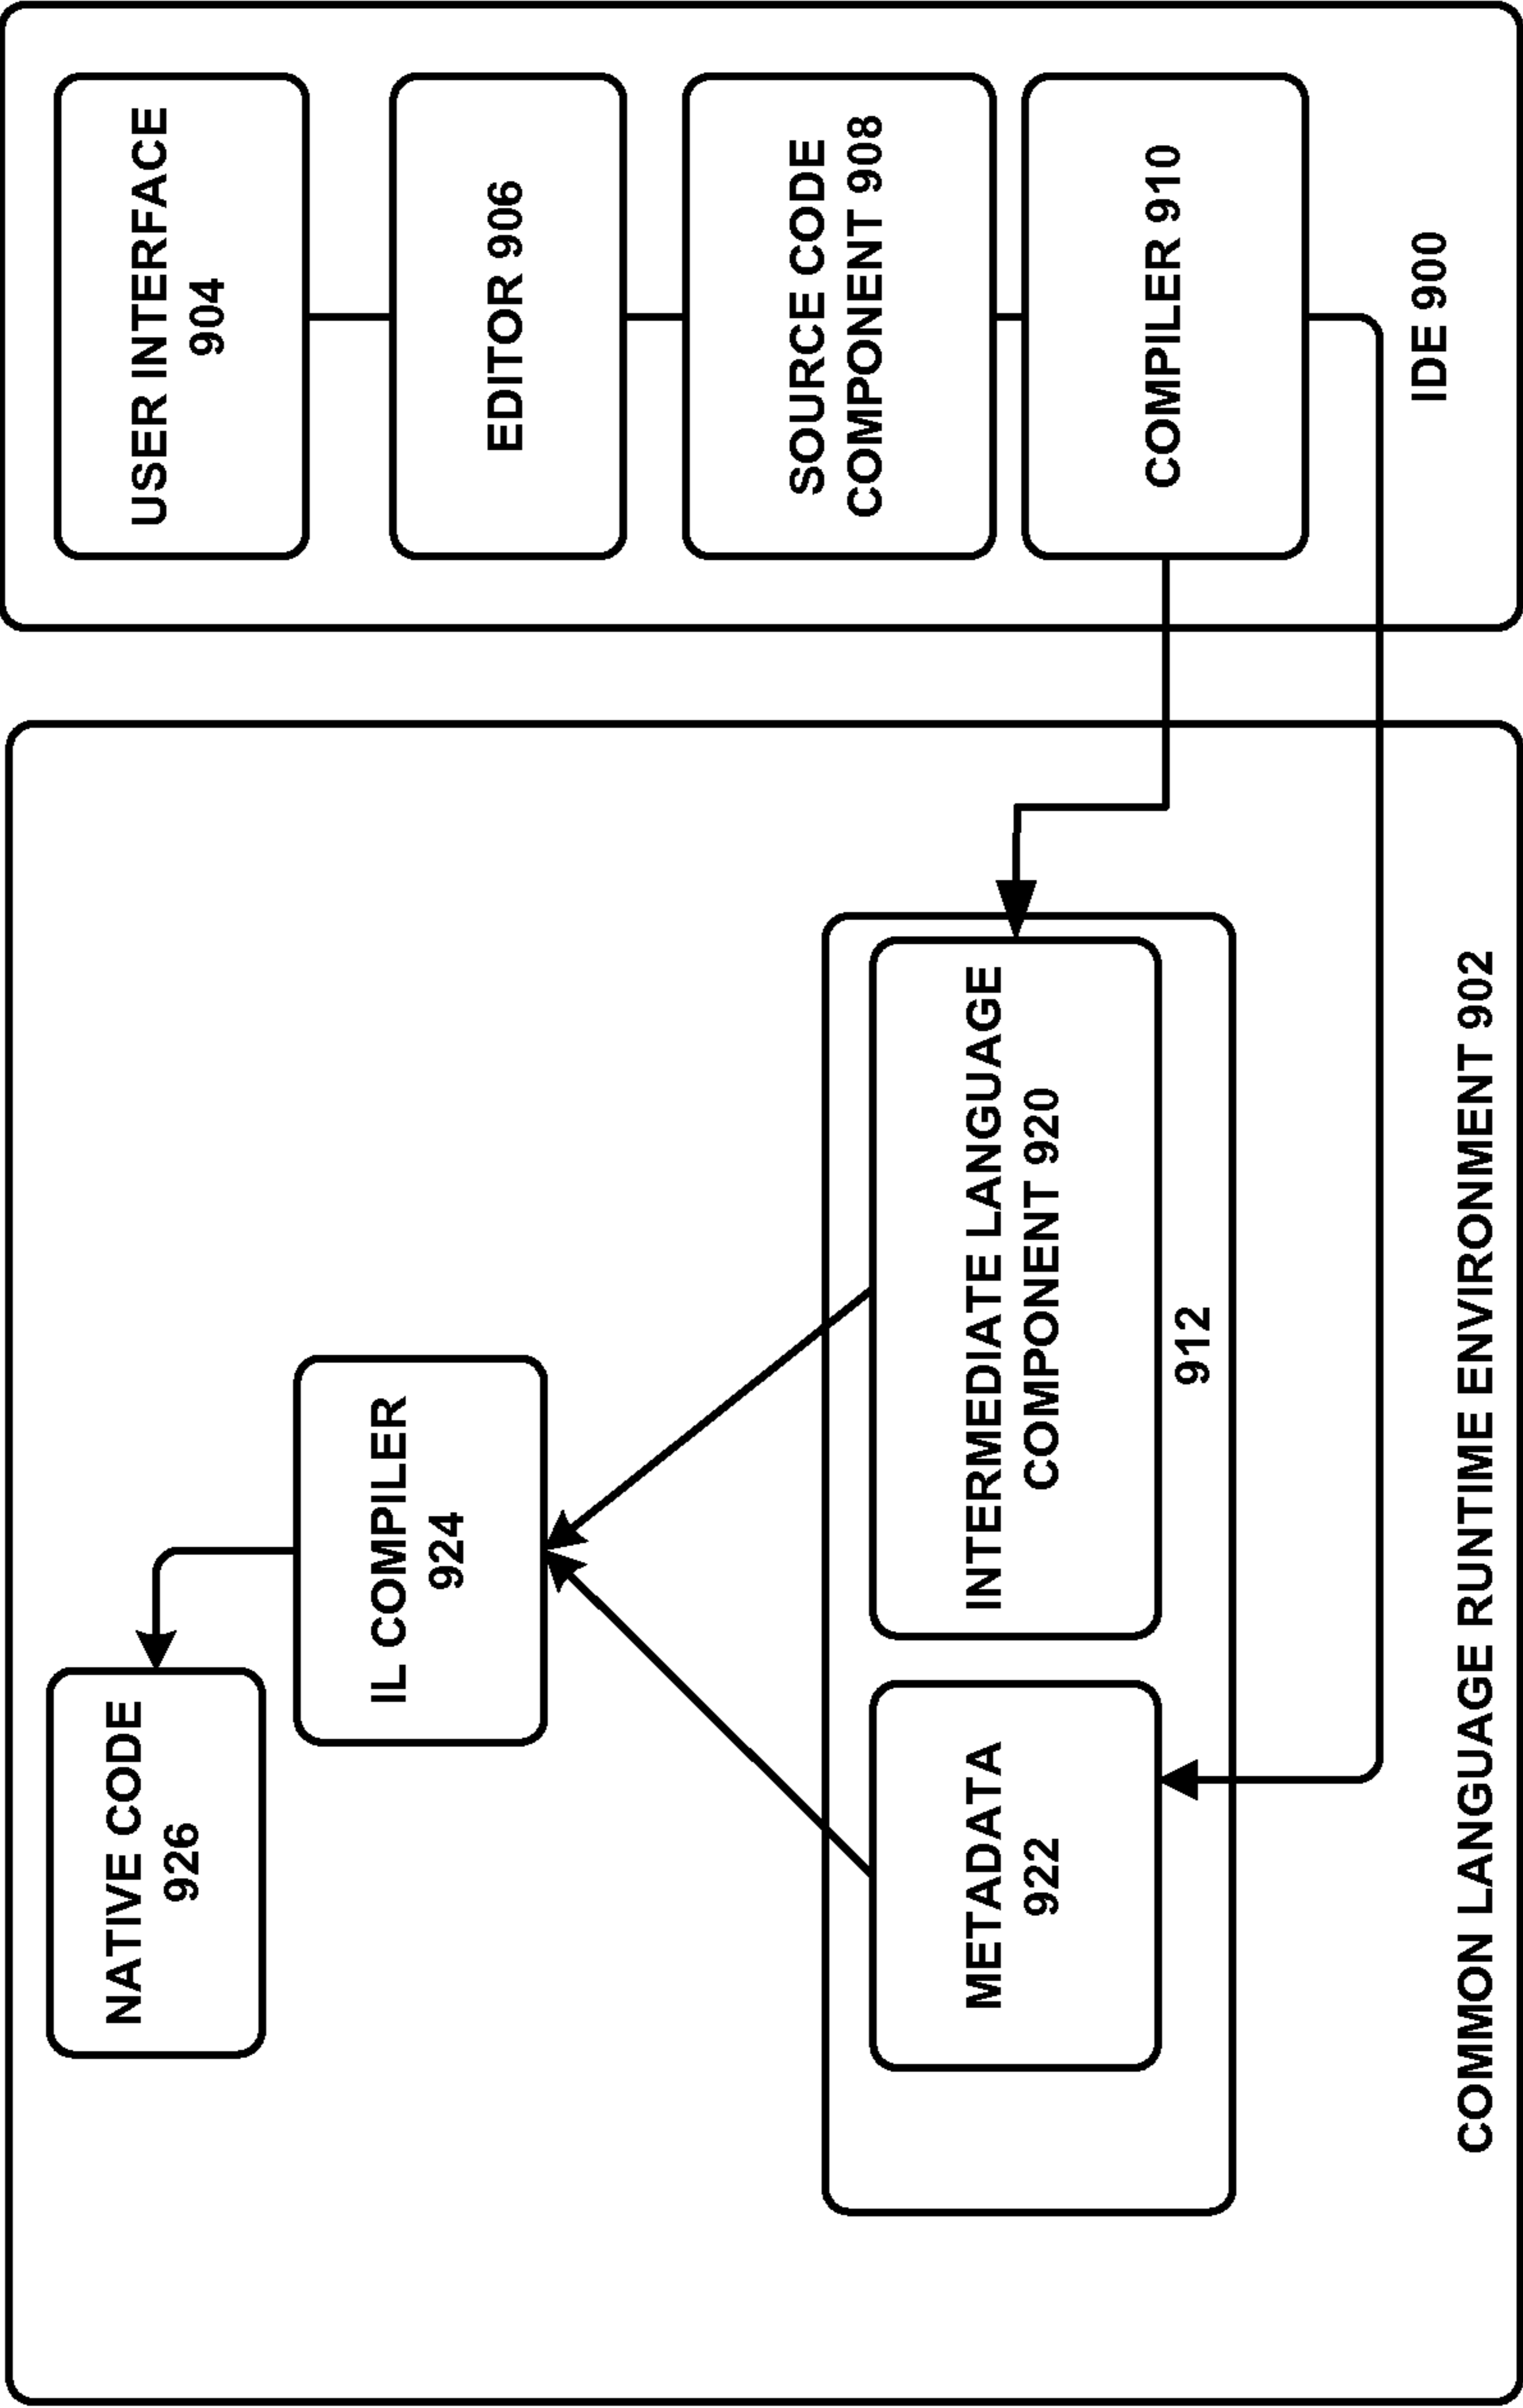 USER INTERFACE
904
EDITOR 906
SOURCE CODE
COMPONENT 908
COMPILER 910
IDE 900
NATIVE CODE
926
IL COMPILER
924
METADATA
922
INTERMEDIATE LANGUAGE
COMPONENT 920
912
COMMON LANGUAGE RUNTIME ENVIRONMENT 902